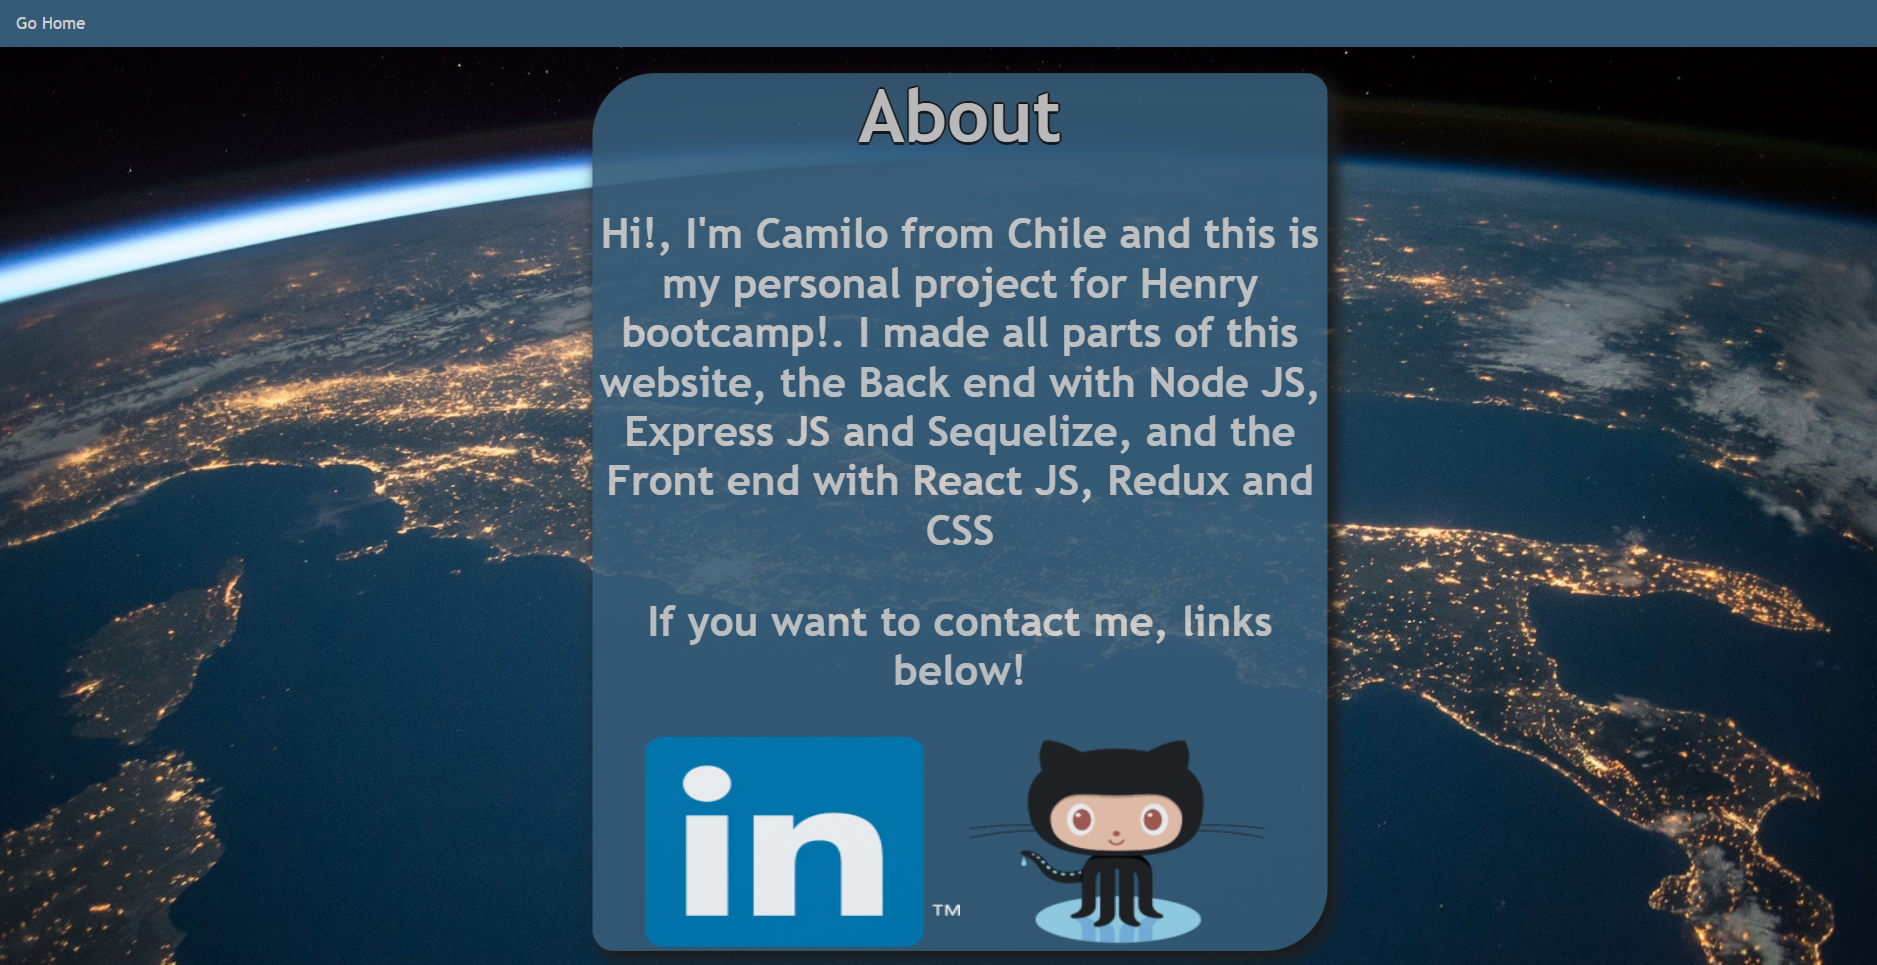 Go Home
About
Hi!, I'm Camilo from Chile and this is
my personal project for Henry
bootcamp!. I made all parts of this
website, the Back end with Node JS,
Express JS and Sequelize, and the
Front end with React JS, Redux and
CSS
If you want to contact me, links
below!
in TM